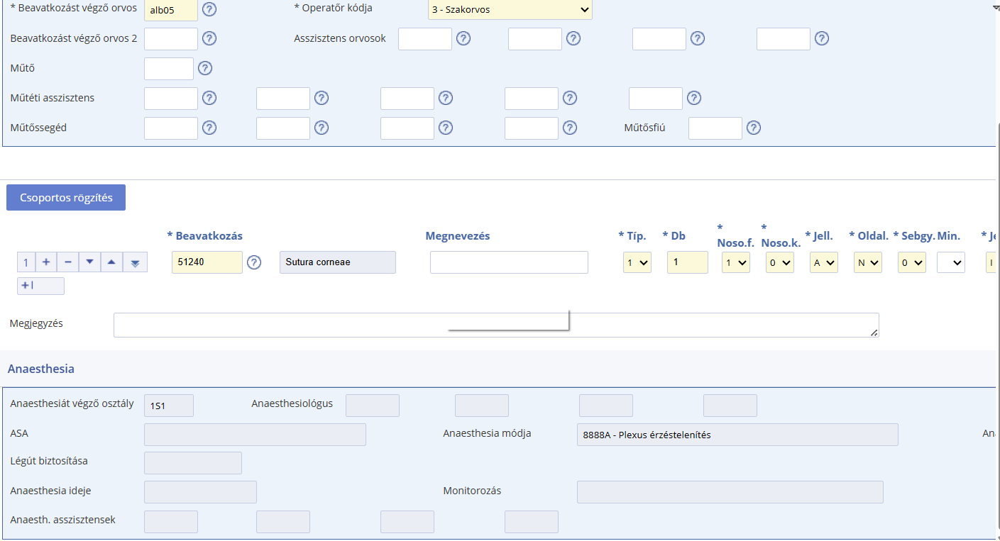 * Beavatkozást végző orvos alb05 * Operatőr kódja 3 - Szakorvos
Beavatkozást végző orvos 2 Asszisztens orvosok
Műtő
Műtéti asszisztens
Műtőssegéd Műtősfiú
Csoportos rögzítés
* Beavatkozás Megnevezés * Típ. * Db * Noso.f. * Noso.k. * Jell. * Oldal. * Sebgy. Min. * Je
1 + − 51240 Sutura corneae 1 1 1 0 A N 0 I
+ I
Megjegyzés
Anaesthesia
Anaesthesiát végző osztály 1S1 Anaesthesiológus
ASA Anaesthesia módja 8888A - Plexus érzéstelenítés An
Légút biztosítása
Anaesthesia ideje Monitorozás
Anaesth. asszisztensek